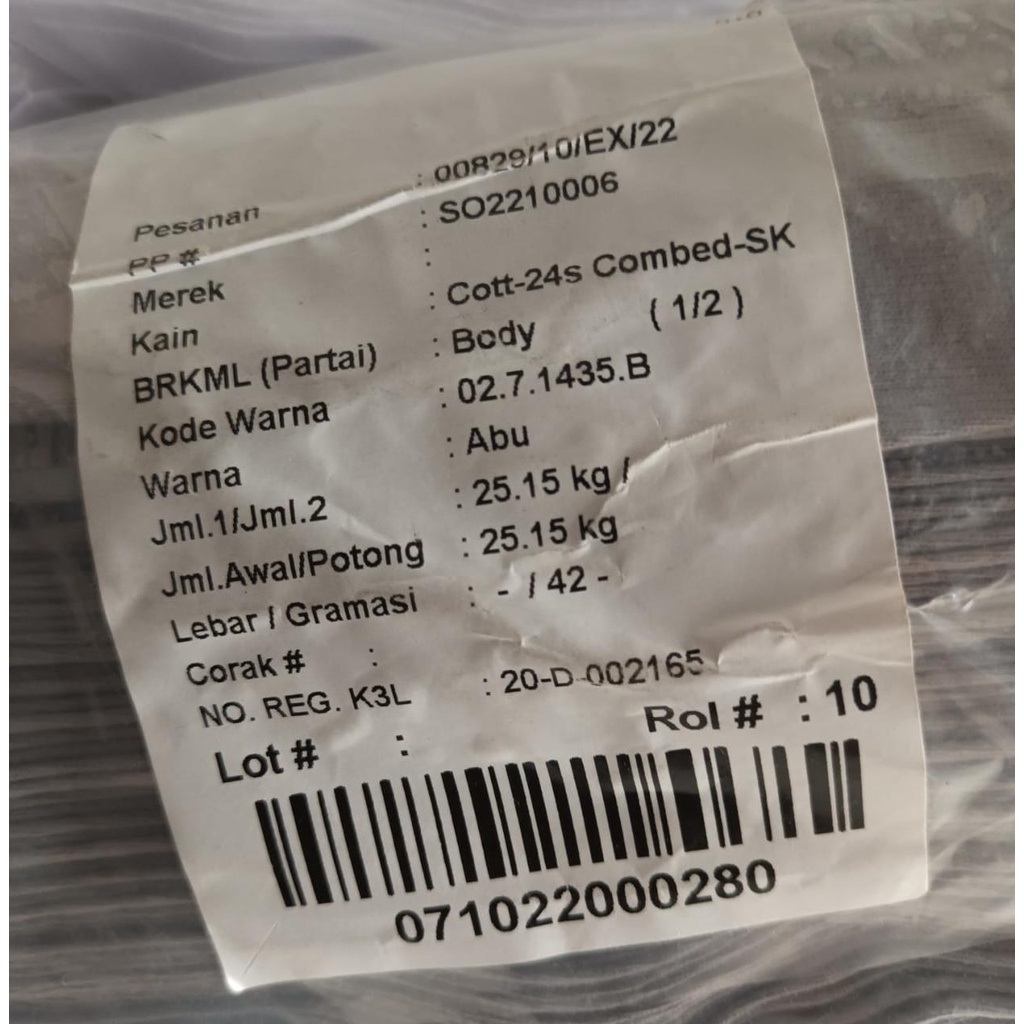 Pesanan : 00829/10/EX/22
PP # : SO2210006
Merek :
Kain : Cott-24s Combed-SK
BRKML (Partai) : Body ( 1/2 )
Kode Warna : 02.7.1435.B
Warna : Abu
Jml.1/Jml.2 : 25.15 kg /
Jml.Awal/Potong : 25.15 kg
Lebar / Gramasi : - / 42 -
Corak # :
NO. REG. K3L : 20-D-002165
Lot # : Rol # : 10
071022000280